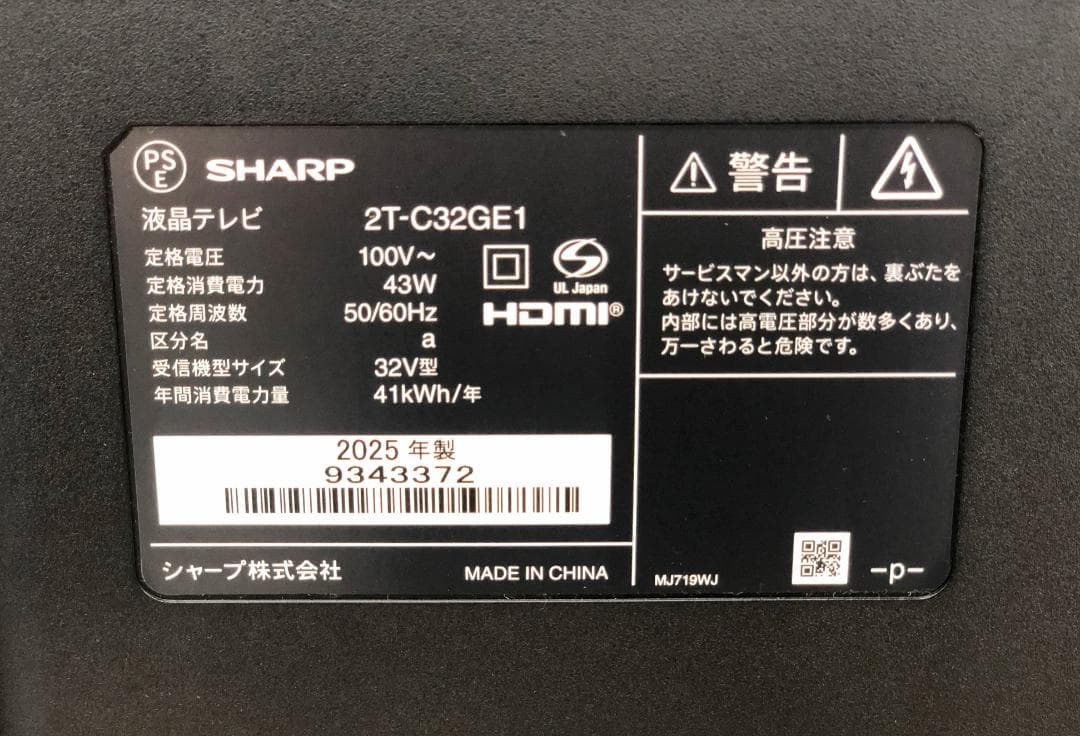 PS
E
SHARP
液晶テレビ 2T-C32GE1
定格電圧 100V～
定格消費電力 43W
定格周波数 50/60Hz
区分名 a
受信機型サイズ 32V型
年間消費電力量 41kWh/年
S
UL Japan
HDMI®
2025 年製
9343372
シャープ株式会社 MADE IN CHINA
警告
高圧注意
サービスマン以外の方は、裏ぶたを
あけないでください。
内部には高電圧部分が数多くあり、
万一さわると危険です。
MJ719WJ
-p-